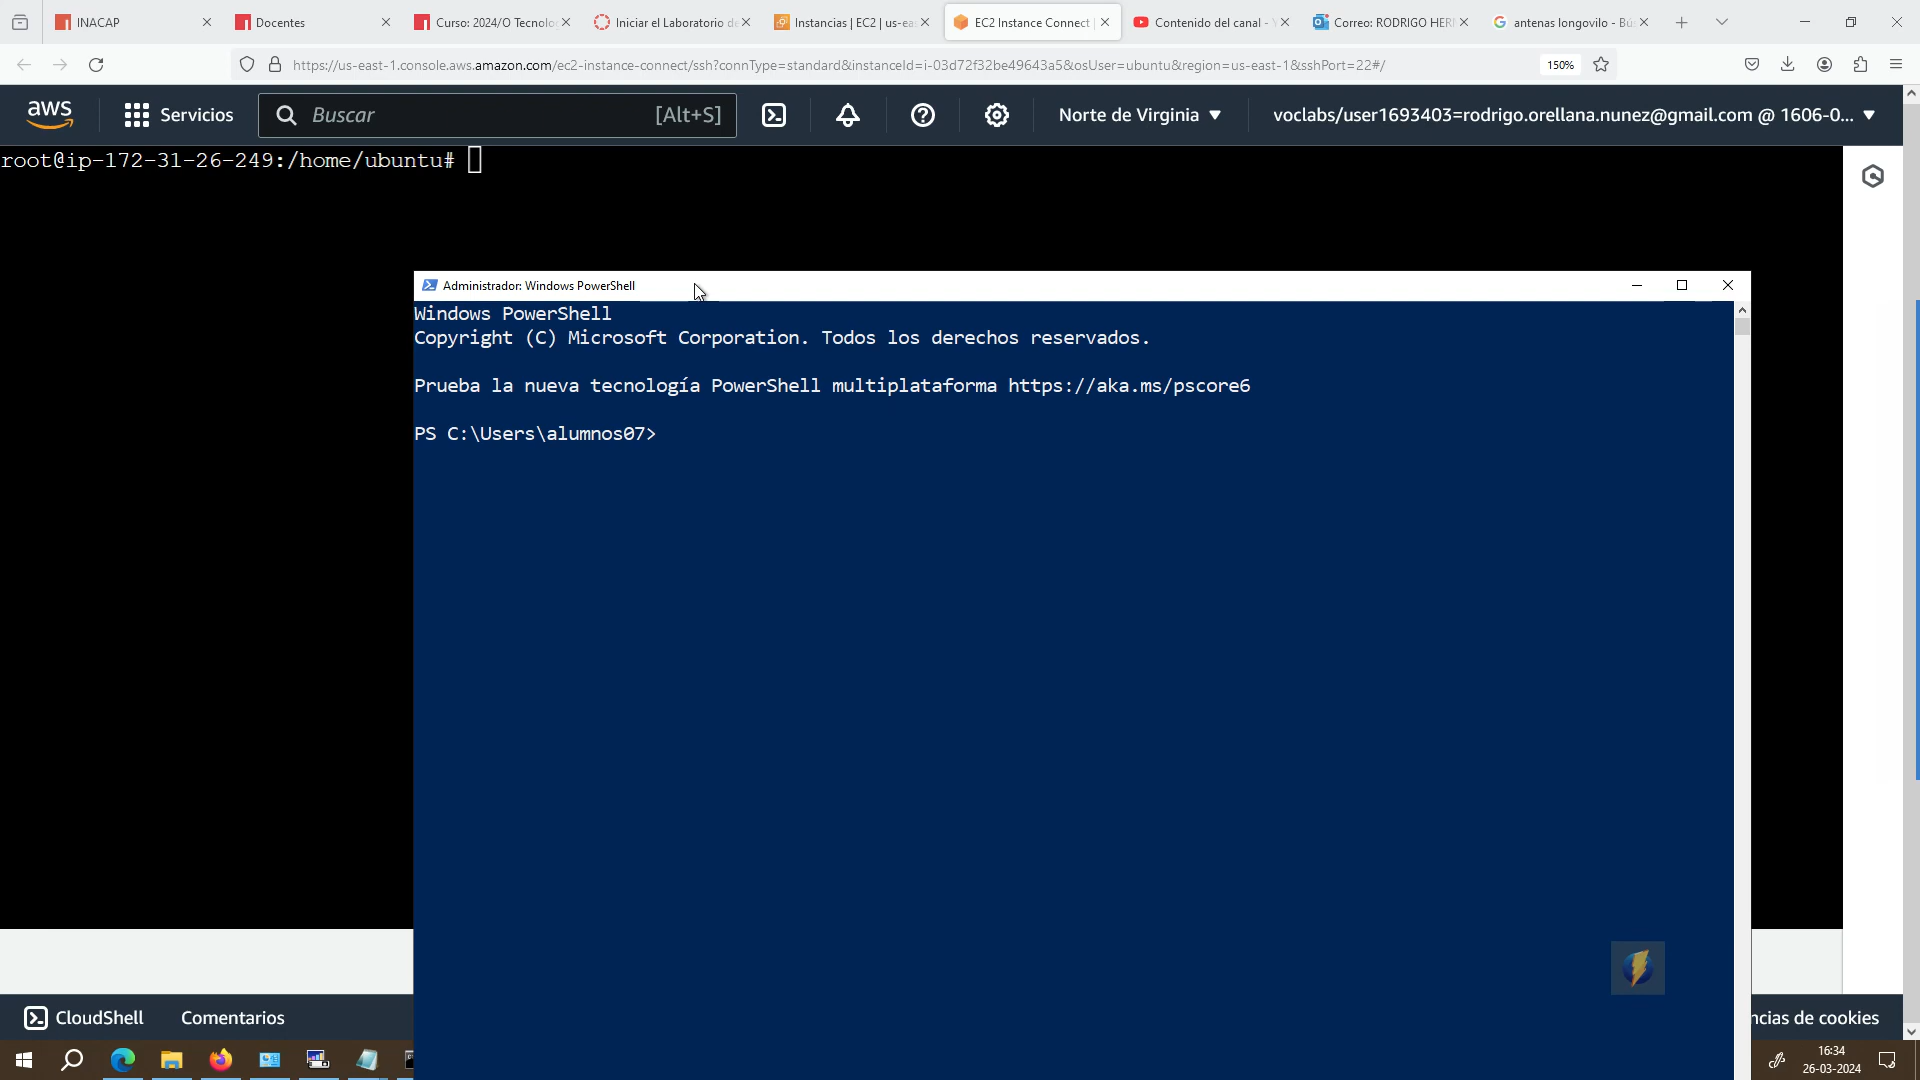 INACAP
Docentes
Curso: 2024/O Tecnolo
Iniciar el Laboratorio de
Instancias | EC2 | us-ea
EC2 Instance Connect |
Contenido del canal - Y
Correo: RODRIGO HER
antenas longovilo - Bú
https://us-east-1.console.aws.amazon.com/ec2-instance-connect/ssh?connType=standard&instanceId=i-03d72f32be49643a5&osUser=ubuntu&region=us-east-1&sshPort=22#/
150%
aws
Servicios
Buscar
[Alt+S]
Norte de Virginia
voclabs/user1693403=rodrigo.orellana.nunez@gmail.com @ 1606-0...
root@ip-172-31-26-249:/home/ubuntu#
Administrador: Windows PowerShell
Windows PowerShell
Copyright (C) Microsoft Corporation. Todos los derechos reservados.
Prueba la nueva tecnología PowerShell multiplataforma https://aka.ms/pscore6
PS C:\Users\alumnos07>
CloudShell
Comentarios
ncias de cookies
16:34
26-03-2024